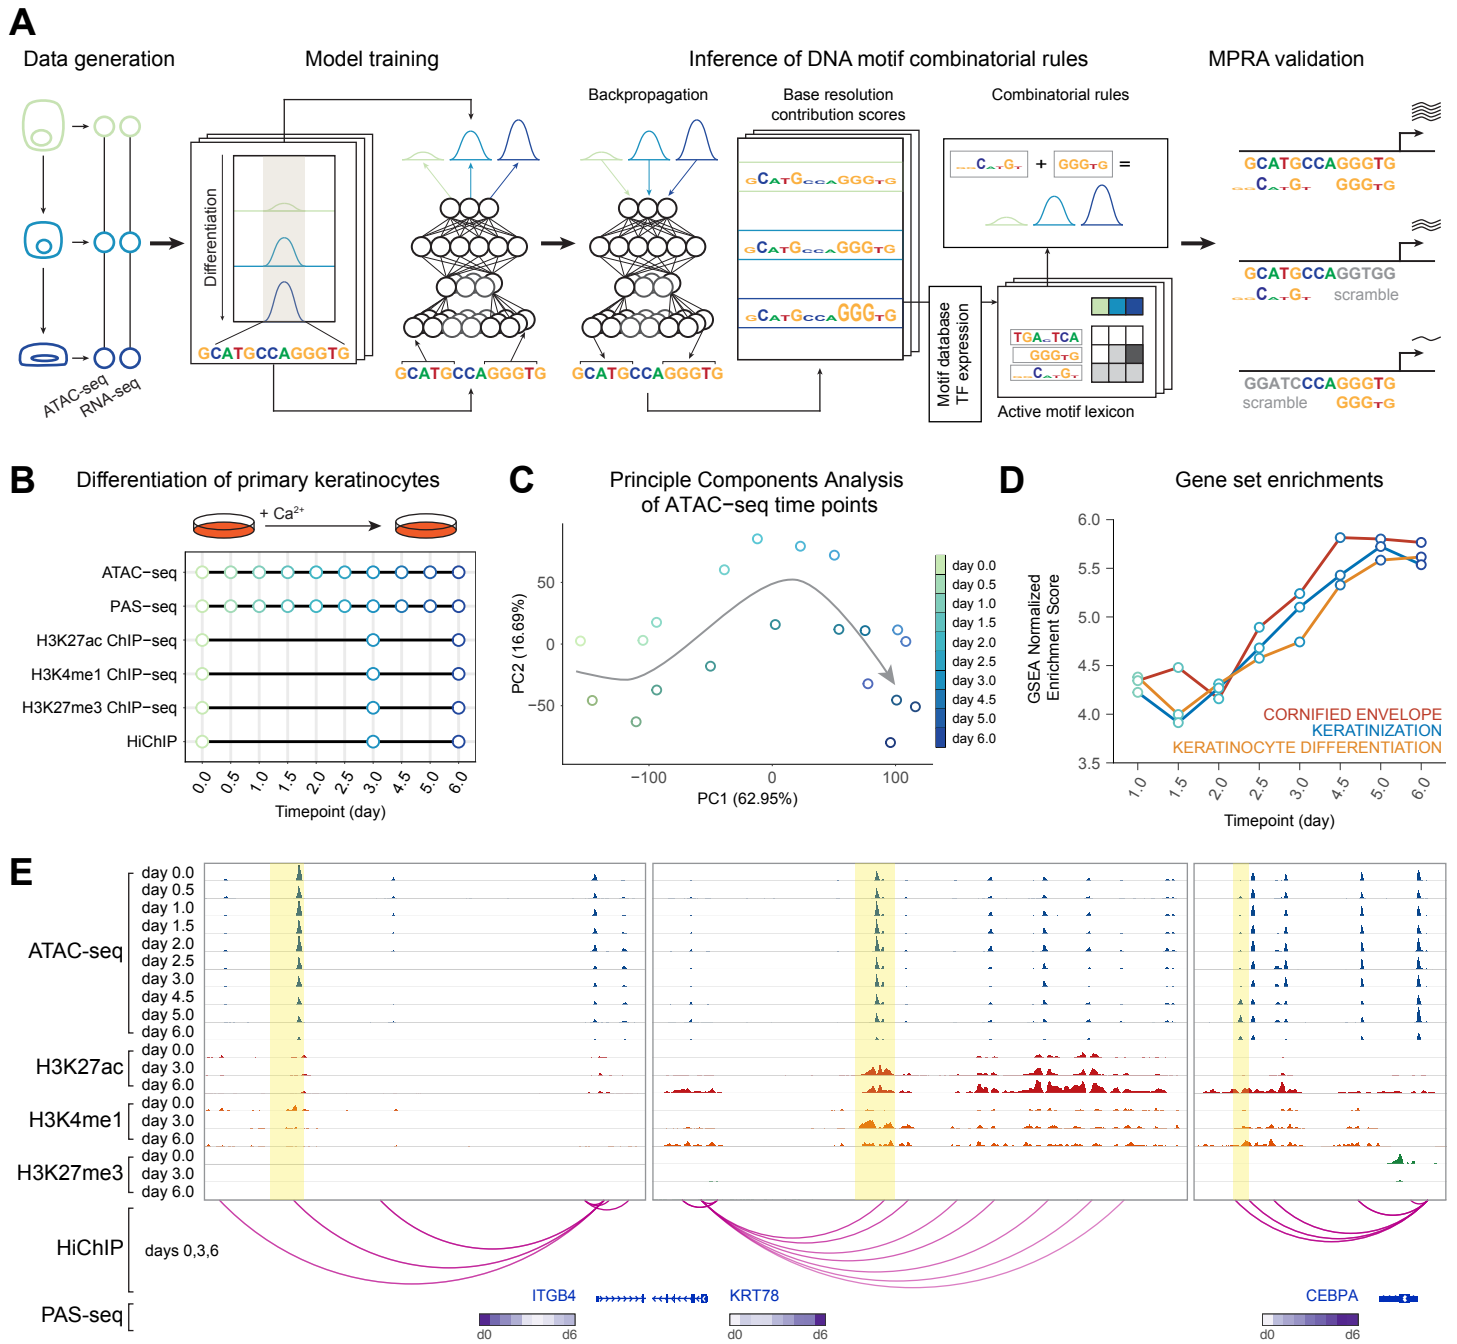 A
Data generation
Model training
Inference of DNA motif combinatorial rules
MPRA validation
Backpropagation
Base resolution
contribution scores
Combinatorial rules
Differentiation
GCATGCCAGGGTG
ATAC-seq
RNA-seq
GCATGCCAGGGTG
GCATGCCAGGGTG
GCATGCCAGGGTG
GCATGCCAGGGTG
GCATGCCAGGGTG
Motif database
TF expression
GGCATGT + GGGTG =
TGAGTCA
GGGTG
GGCATGT
Active motif lexicon
GCATGCCAGGGTG
GGCATGT GGGTG
GCATGCCAGGTGG
GGCATGT scramble
GGATCCCAGGGTG
scramble GGGTG
B
Differentiation of primary keratinocytes
+ Ca2+
ATAC−seq
PAS−seq
H3K27ac ChIP−seq
H3K4me1 ChIP−seq
H3K27me3 ChIP−seq
HiChIP
0.0 0.5 1.0 1.5 2.0 2.5 3.0 4.5 5.0 6.0
Timepoint (day)
C
Principle Components Analysis
of ATAC−seq time points
PC2 (16.69%)
50
0
−50
−100 0 100
PC1 (62.95%)
day 0.0
day 0.5
day 1.0
day 1.5
day 2.0
day 2.5
day 3.0
day 4.5
day 5.0
day 6.0
D
Gene set enrichments
GSEA Normalized
Enrichment Score
6.0
5.5
5.0
4.5
4.0
3.5
CORNIFIED ENVELOPE
KERATINIZATION
KERATINOCYTE DIFFERENTIATION
1.0 1.5 2.0 2.5 3.0 4.5 5.0 6.0
Timepoint (day)
E
ATAC-seq
day 0.0
day 0.5
day 1.0
day 1.5
day 2.0
day 2.5
day 3.0
day 4.5
day 5.0
day 6.0
H3K27ac
day 0.0
day 3.0
day 6.0
H3K4me1
day 0.0
day 3.0
day 6.0
H3K27me3
day 0.0
day 3.0
day 6.0
HiChIP
days 0,3,6
ITGB4
KRT78
CEBPA
PAS-seq
d0 d6
d0 d6
d0 d6